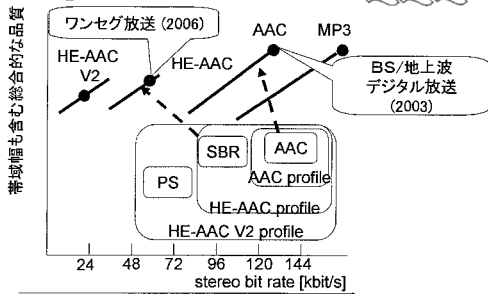 帯域幅も含む総合的な品質
ワンセグ放送 (2006)
AAC
MP3
HE-AAC
V2
HE-AAC
BS/地上波
デジタル放送
(2003)
SBR
AAC
PS
AAC profile
HE-AAC profile
HE-AAC V2 profile
24 48 72 96 120 144
stereo bit rate [kbit/s]